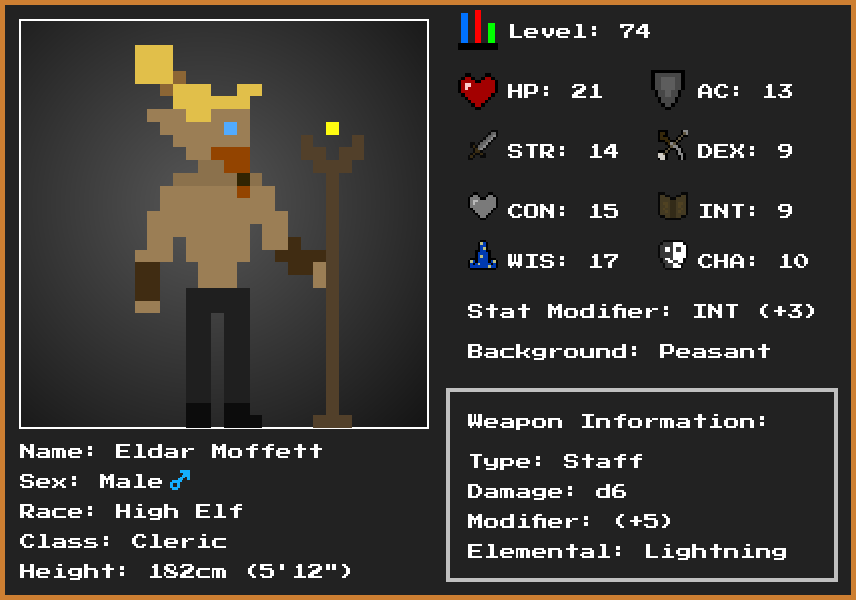 Level: 74
HP: 21 AC: 13
STR: 14 DEX: 9
CON: 15 INT: 9
WIS: 17 CHA: 10
Stat Modifier: INT (+3)
Background: Peasant
Weapon Information:
Type: Staff
Damage: d6
Modifier: (+5)
Elemental: Lightning
Name: Eldar Moffett
Sex: Male♂
Race: High Elf
Class: Cleric
Height: 182cm (5'12")